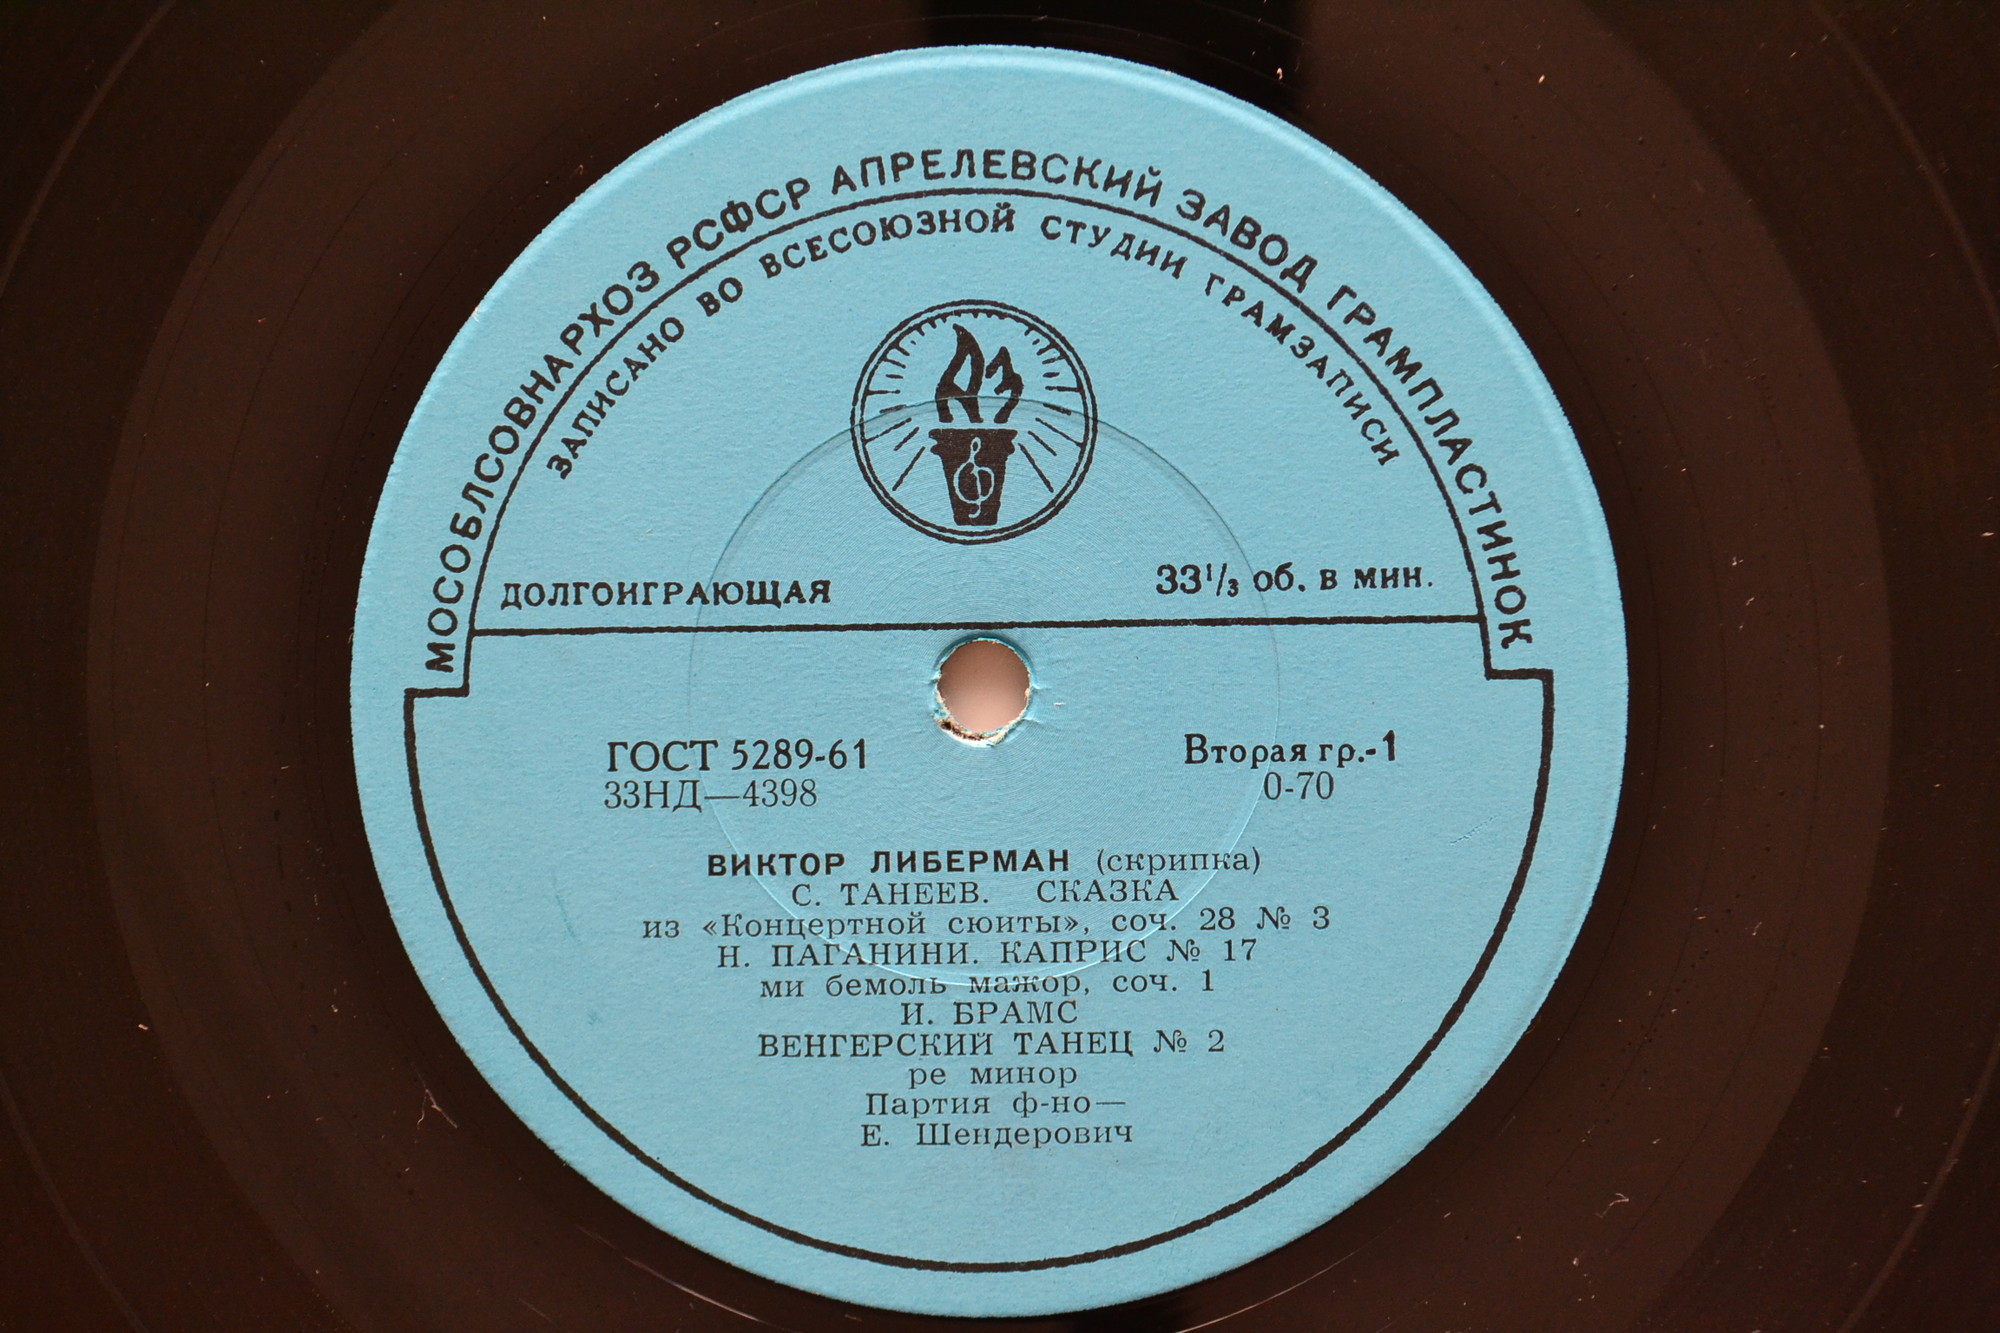 МОСОБЛСОВНАРХОЗ РСФСР АПРЕЛЕВСКИЙ ЗАВОД ГРАМПЛАСТИНОК
ЗАПИСАНО ВО ВСЕСОЮЗНОЙ СТУДИИ ГРАМЗАПИСИ
АЗ
ДОЛГОИГРАЮЩАЯ 33⅓ об. в мин.
ГОСТ 5289-61 Вторая гр.-1
33НД—4398 0-70
ВИКТОР ЛИБЕРМАН (скрипка)
С. ТАНЕЕВ. СКАЗКА
из «Концертной сюиты», соч. 28 № 3
Н. ПАГАНИНИ. КАПРИС № 17
ми бемоль мажор, соч. 1
И. БРАМС
ВЕНГЕРСКИЙ ТАНЕЦ № 2
ре минор
Партия ф-но—
Е. Шендерович